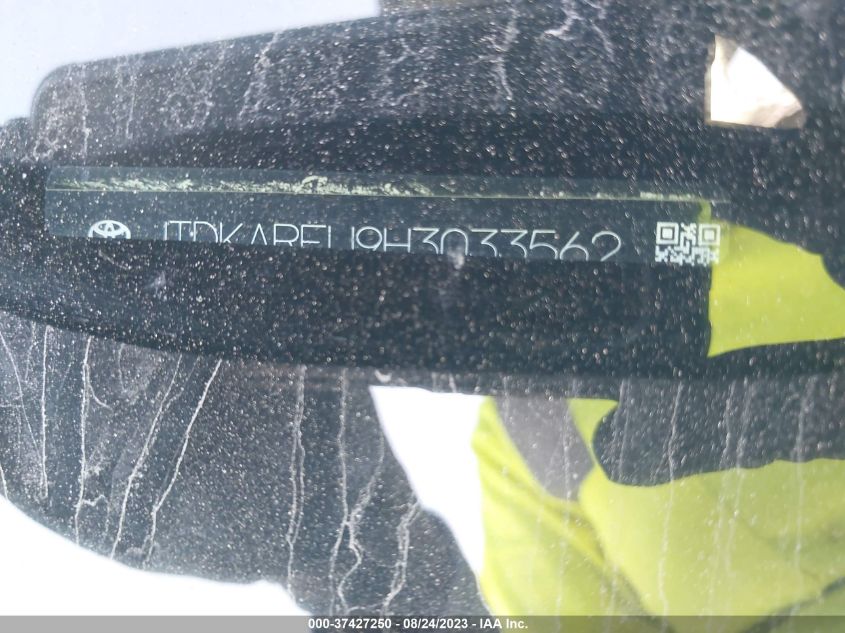 JTDKARFU9H3033562
000-37427250 - 08/24/2023 - IAA Inc.